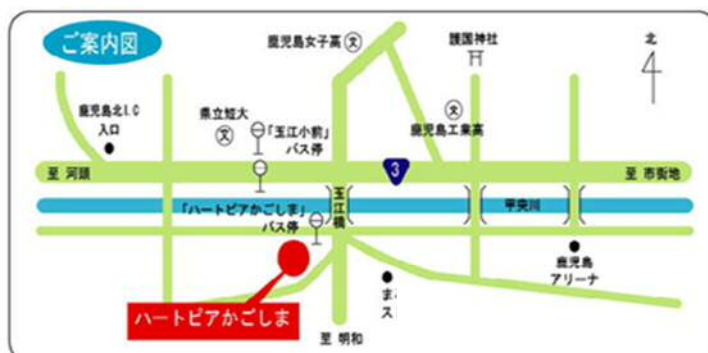 ご案内図
鹿児島女子高
文
護国神社
北
鹿児島北I.C
入口
県立短大
文
「玉江小前」
バス停
文
鹿児島工業高
至 河頭
3
至 市街地
玉江橋
甲突川
「ハートピアかごしま」
バス停
鹿児島
アリーナ
ハートピアかごしま
至 明和